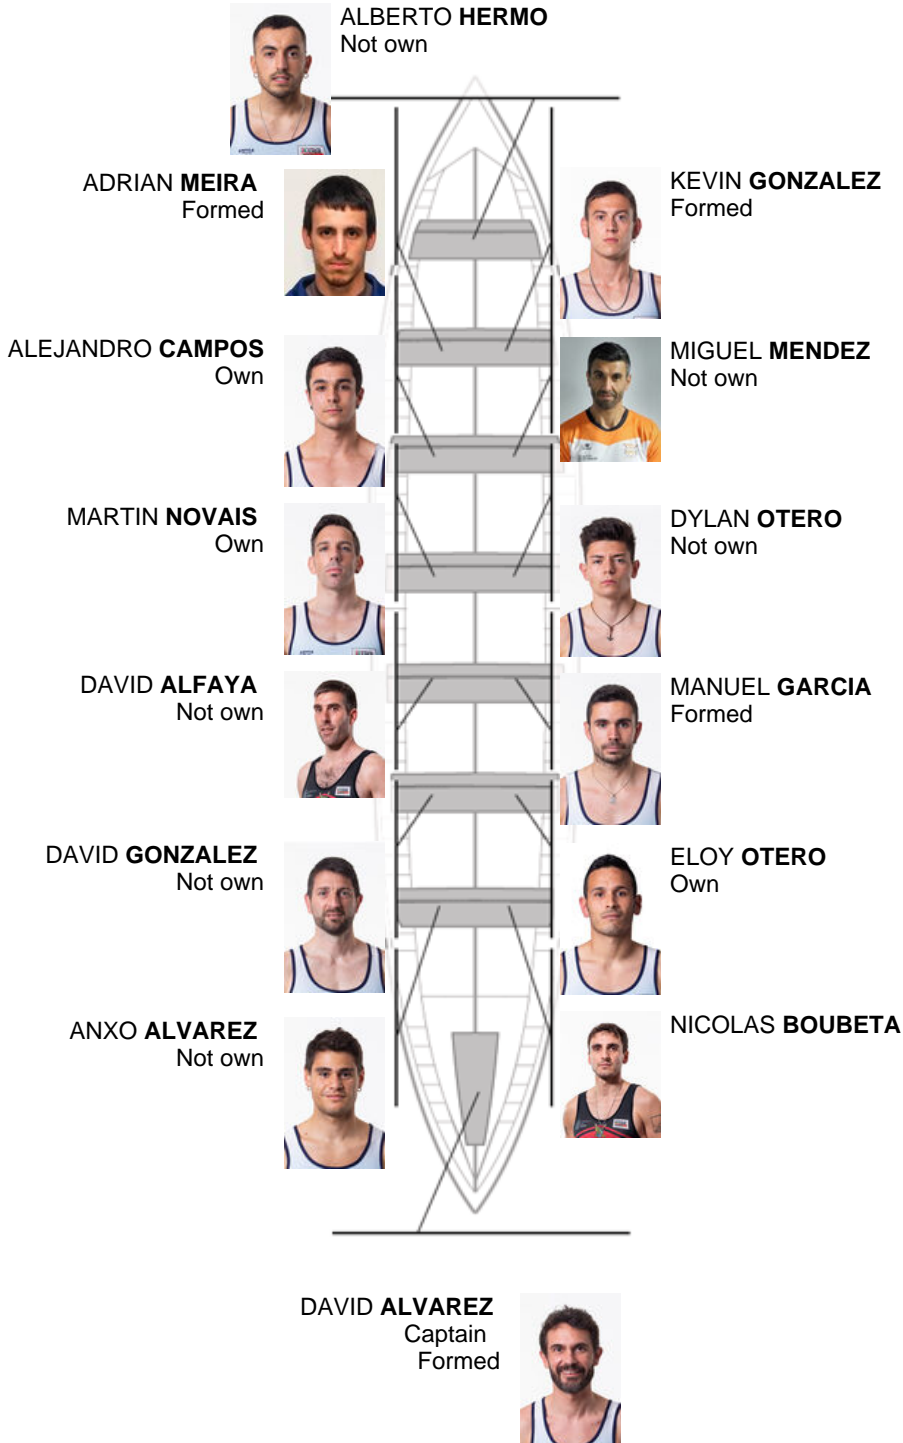 ALBERTO HERMO
Not own
ADRIAN MEIRA
Formed
KEVIN GONZALEZ
Formed
ALEJANDRO CAMPOS
Own
MIGUEL MENDEZ
Not own
MARTIN NOVAIS
Own
DYLAN OTERO
Not own
DAVID ALFAYA
Not own
MANUEL GARCIA
Formed
DAVID GONZALEZ
Not own
ELOY OTERO
Own
ANXO ALVAREZ
Not own
NICOLAS BOUBETA
DAVID ALVAREZ
Captain
Formed